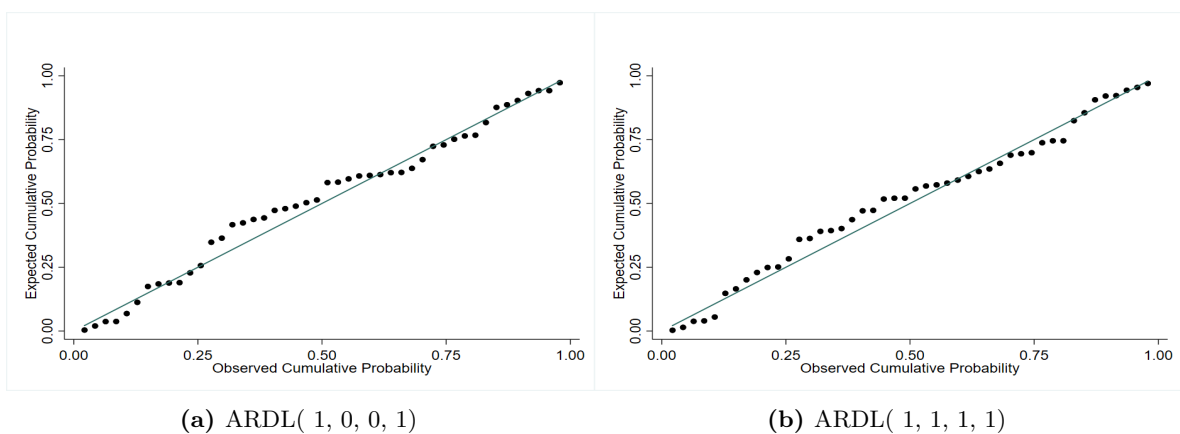 Expected Cumulative Probability
1.00
0.75
0.50
0.25
0.00
0.00 0.25 0.50 0.75 1.00
Observed Cumulative Probability
(a) ARDL( 1, 0, 0, 1)
Expected Cumulative Probability
1.00
0.75
0.50
0.25
0.00
0.00 0.25 0.50 0.75 1.00
Observed Cumulative Probability
(b) ARDL( 1, 1, 1, 1)